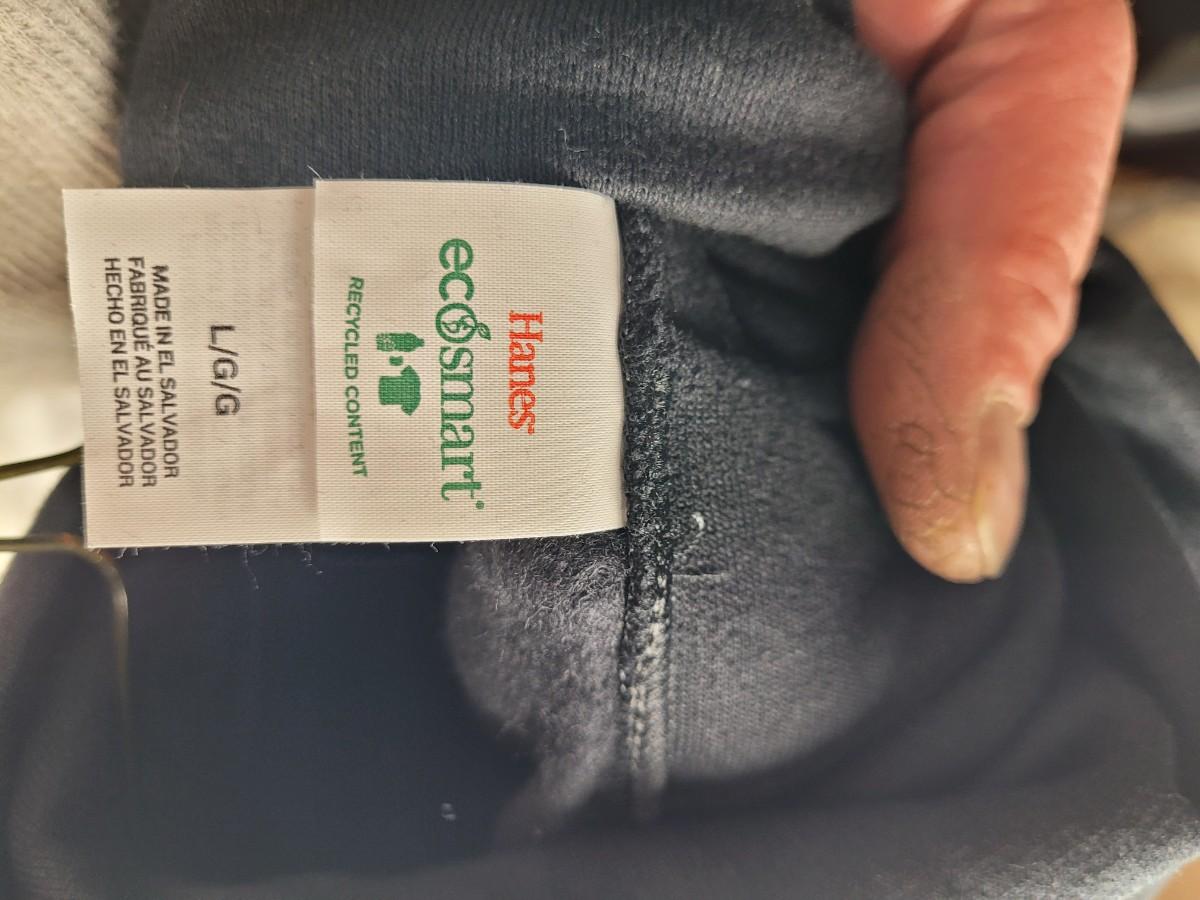 Hanes
ecosmart
RECYCLED CONTENT
L/G/G
MADE IN EL SALVADOR
FABRIQUÉ AU SALVADOR
HECHO EN EL SALVADOR